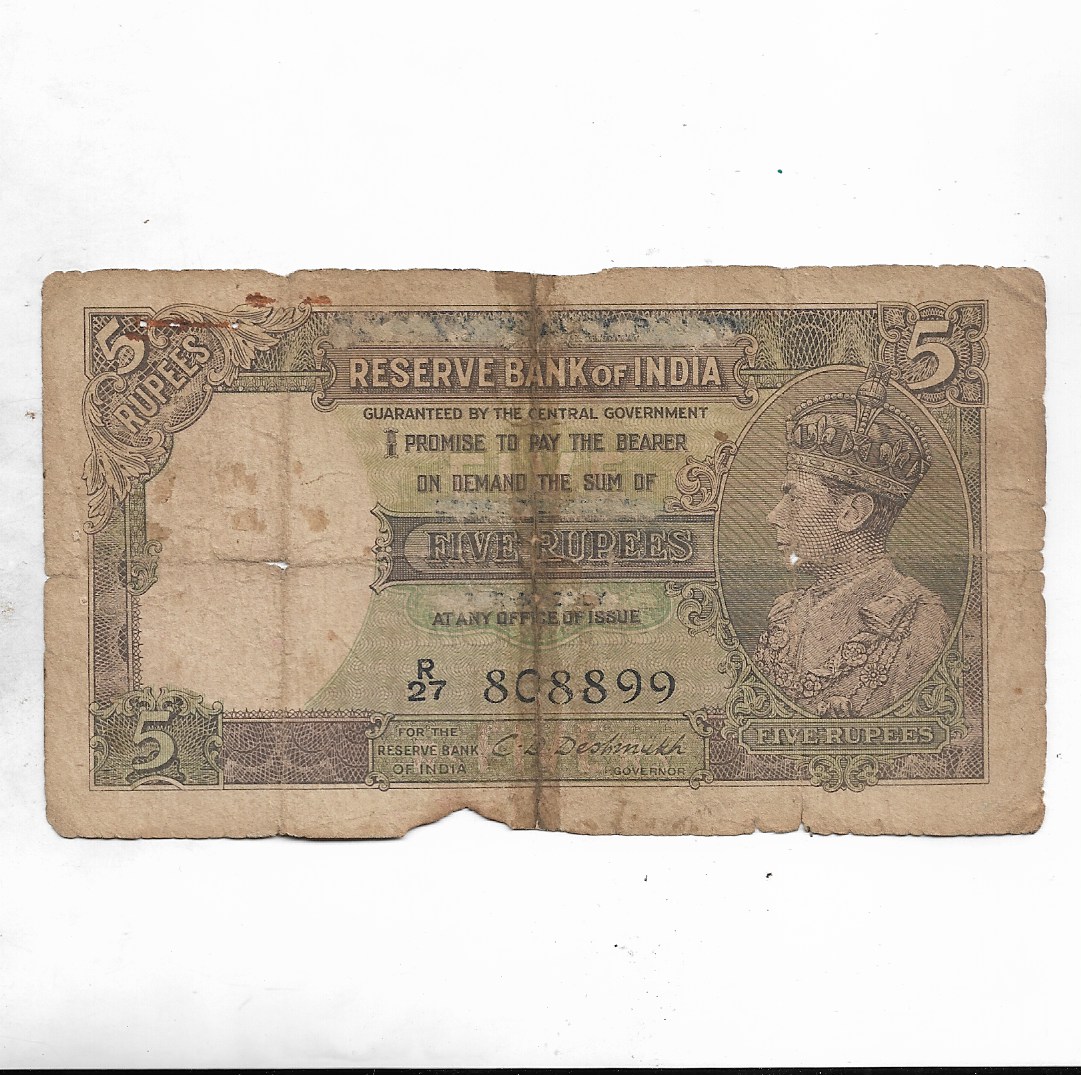 5
RUPEES
5
RESERVE BANK OF INDIA
GUARANTEED BY THE CENTRAL GOVERNMENT
I PROMISE TO PAY THE BEARER
ON DEMAND THE SUM OF
FIVE RUPEES
AT ANY OFFICE OF ISSUE
R/27 808899
5
FOR THE
RESERVE BANK
OF INDIA
C. D. Deshmukh
GOVERNOR
FIVE RUPEES